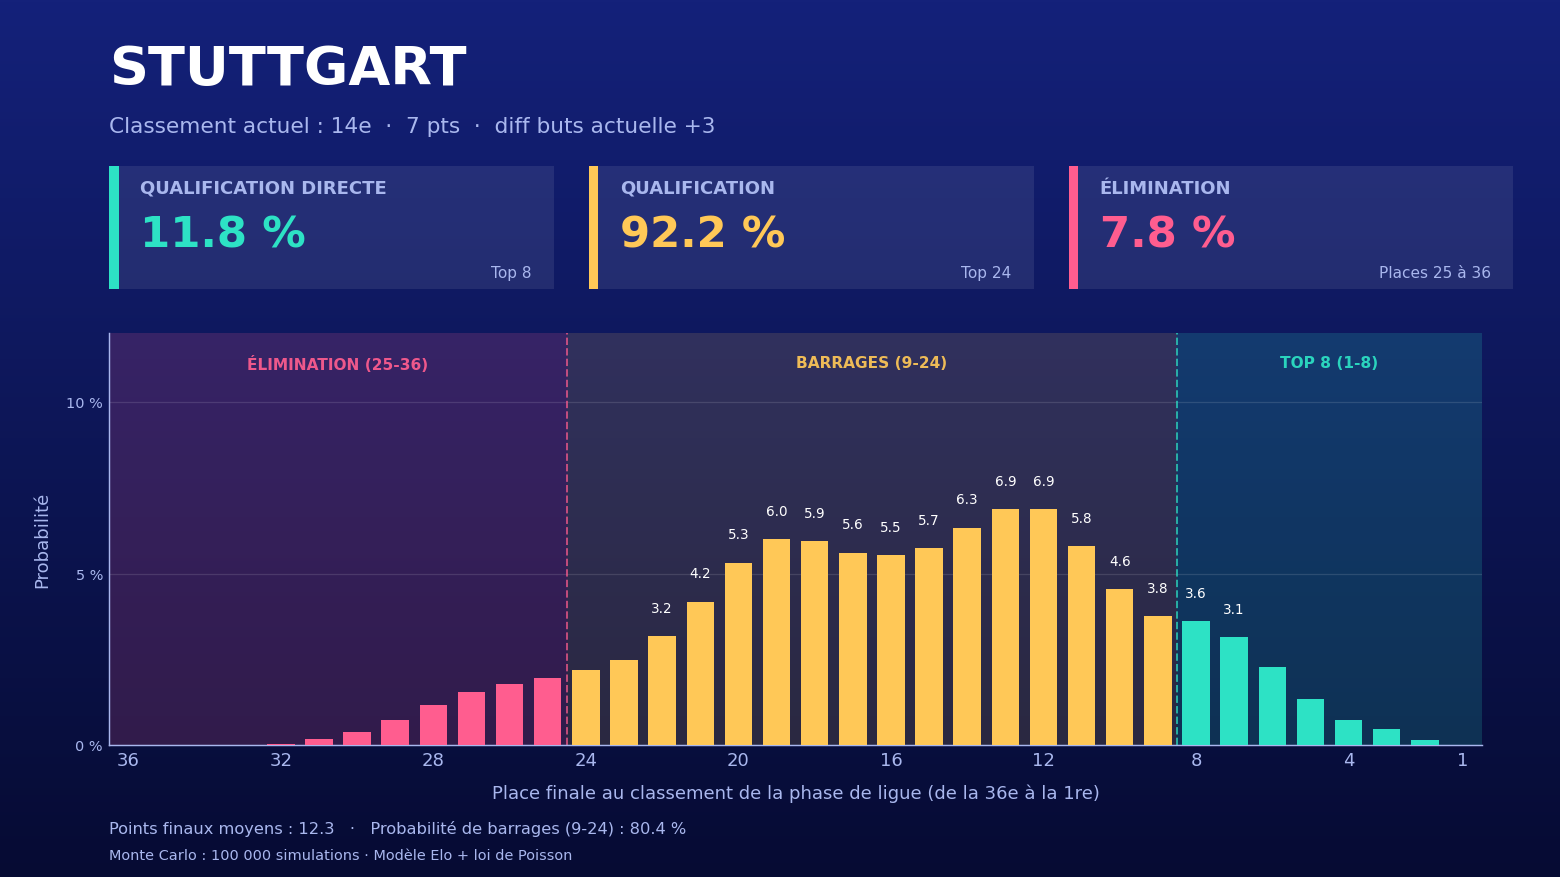 STUTTGART
Classement actuel : 14e · 7 pts · diff buts actuelle +3
QUALIFICATION DIRECTE
11.8 %
Top 8
QUALIFICATION
92.2 %
Top 24
ÉLIMINATION
7.8 %
Places 25 à 36
ÉLIMINATION (25-36)
BARRAGES (9-24)
TOP 8 (1-8)
Probabilité
10 %
5 %
0 %
3.2
4.2
5.3
6.0
5.9
5.6
5.5
5.7
6.3
6.9
6.9
5.8
4.6
3.8
3.6
3.1
36 32 28 24 20 16 12 8 4 1
Place finale au classement de la phase de ligue (de la 36e à la 1re)
Points finaux moyens : 12.3 · Probabilité de barrages (9-24) : 80.4 %
Monte Carlo : 100 000 simulations · Modèle Elo + loi de Poisson